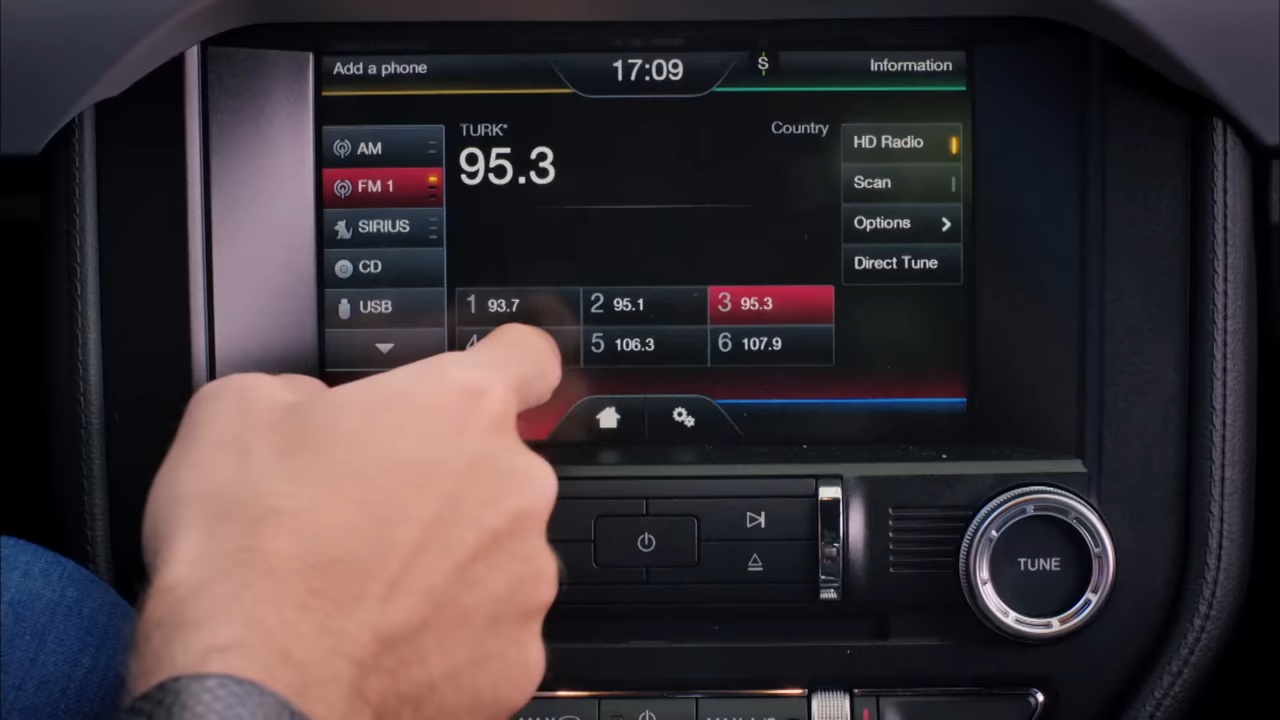 Add a phone
17:09
Information
AM
FM 1
SIRIUS
CD
USB
TURK*
95.3
Country
HD Radio
Scan
Options
Direct Tune
1 93.7
2 95.1
3 95.3
4
5 106.3
6 107.9
TUNE